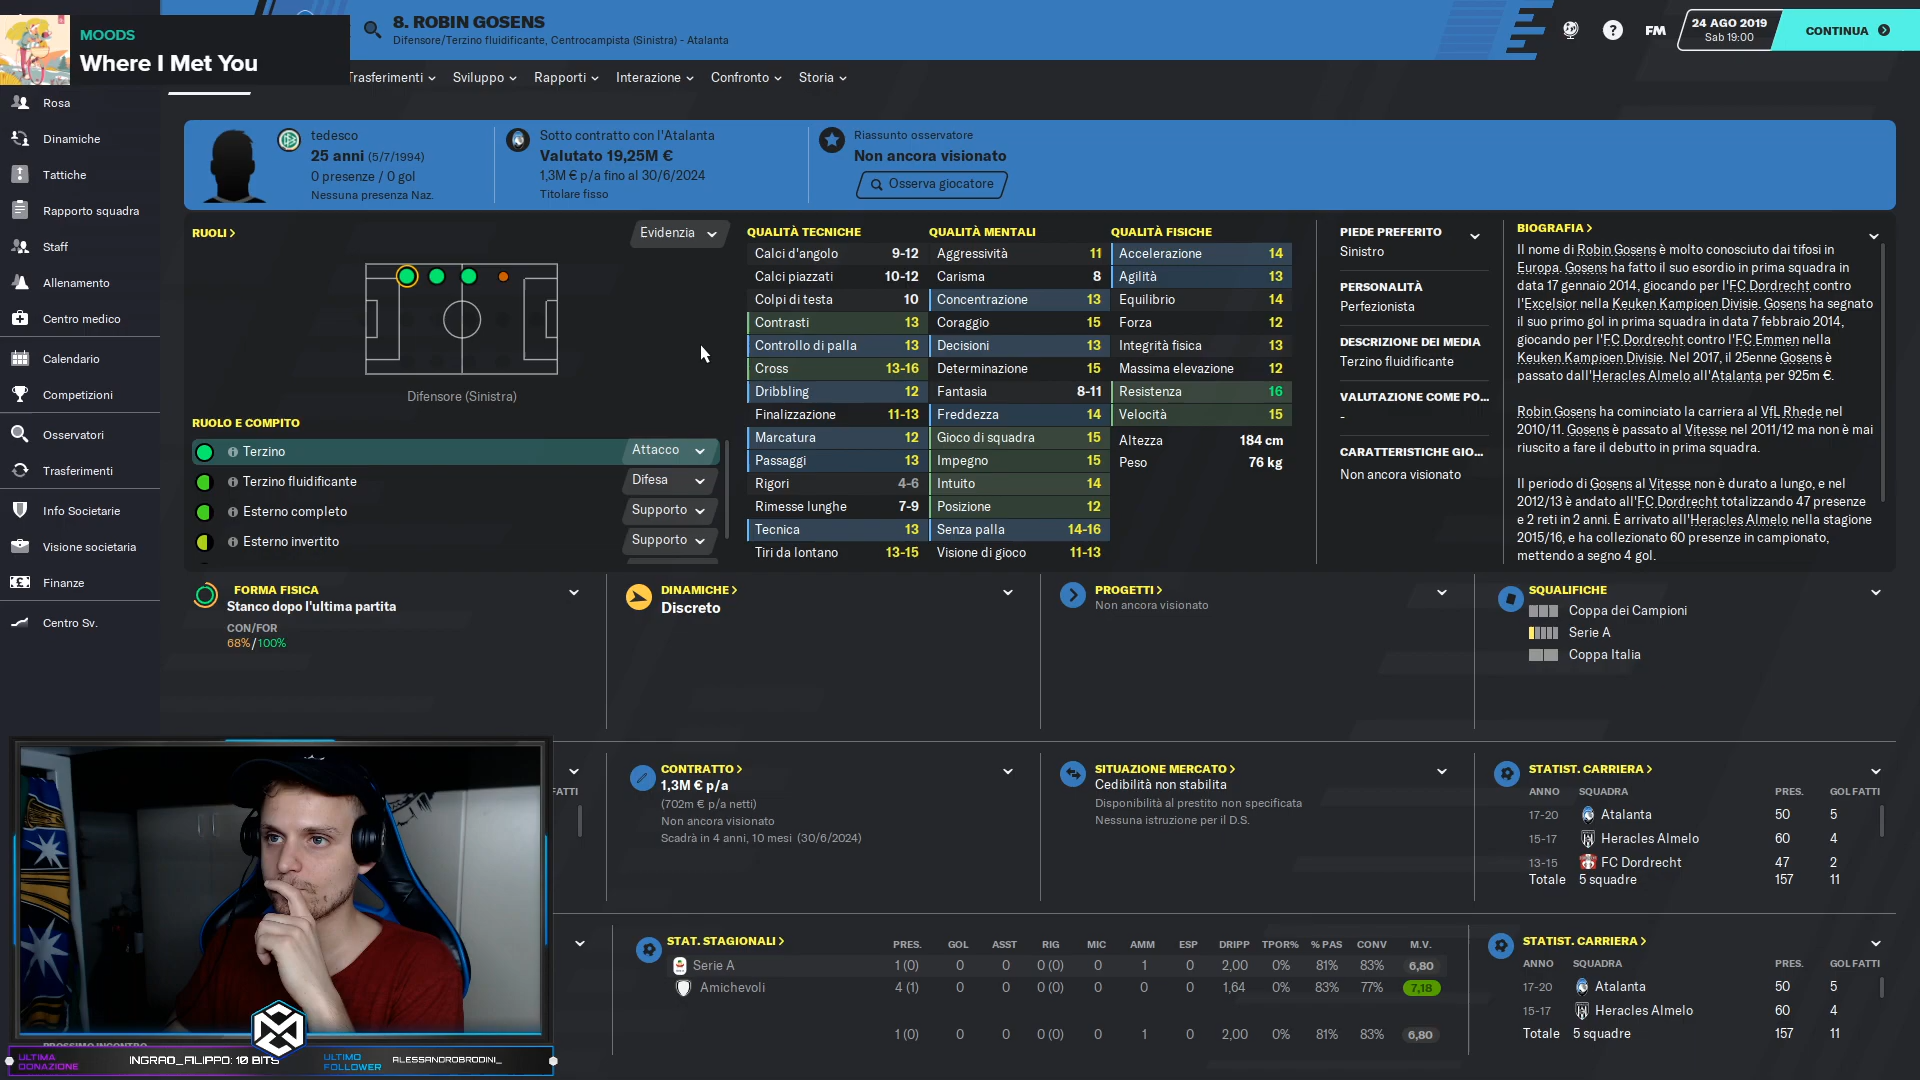 MOODS
Where I Met You
8. ROBIN GOSENS
Difensore/Terzino fluidificante, Centrocampista (Sinistra) - Atalanta
FM
24 AGO 2019
Sab 19:00
CONTINUA
Trasferimenti
Sviluppo
Rapporti
Interazione
Confronto
Storia
Rosa
Dinamiche
Tattiche
Rapporto squadra
Staff
Allenamento
Centro medico
Calendario
Competizioni
Osservatori
Trasferimenti
Info Societarie
Visione societaria
Finanze
Centro Sv.
tedesco
25 anni (5/7/1994)
0 presenze / 0 gol
Nessuna presenza Naz.
Sotto contratto con l'Atalanta
Valutato 19,25M €
1,3M € p/a fino al 30/6/2024
Titolare fisso
Riassunto osservatore
Non ancora visionato
Osserva giocatore
RUOLI >
Evidenzia
Difensore (Sinistra)
RUOLO E COMPITO
Terzino Attacco
Terzino fluidificante Difesa
Esterno completo Supporto
Esterno invertito Supporto
QUALITÀ TECNICHE
Calci d'angolo 9-12
Calci piazzati 10-12
Colpi di testa 10
Contrasti 13
Controllo di palla 13
Cross 13-16
Dribbling 12
Finalizzazione 11-13
Marcatura 12
Passaggi 13
Rigori 4-6
Rimesse lunghe 7-9
Tecnica 13
Tiri da lontano 13-15
QUALITÀ MENTALI
Aggressività 11
Carisma 8
Concentrazione 13
Coraggio 15
Decisioni 13
Determinazione 15
Fantasia 8-11
Freddezza 14
Gioco di squadra 15
Impegno 15
Intuito 14
Posizione 12
Senza palla 14-16
Visione di gioco 11-13
QUALITÀ FISICHE
Accelerazione 14
Agilità 13
Equilibrio 14
Forza 12
Integrità fisica 13
Massima elevazione 12
Resistenza 16
Velocità 15
Altezza 184 cm
Peso 76 kg
PIEDE PREFERITO
Sinistro
PERSONALITÀ
Perfezionista
DESCRIZIONE DEI MEDIA
Terzino fluidificante
VALUTAZIONE COME PO...
-
CARATTERISTICHE GIO...
Non ancora visionato
BIOGRAFIA >
Il nome di Robin Gosens è molto conosciuto dai tifosi in
Europa. Gosens ha fatto il suo esordio in prima squadra in
data 17 gennaio 2014, giocando per l'FC Dordrecht contro
l'Excelsior nella Keuken Kampioen Divisie. Gosens ha segnato
il suo primo gol in prima squadra in data 7 febbraio 2014,
giocando per l'FC Dordrecht contro l'FC Emmen nella
Keuken Kampioen Divisie. Nel 2017, il 25enne Gosens è
passato dall'Heracles Almelo all'Atalanta per 925m €.
Robin Gosens ha cominciato la carriera al VfL Rhede nel
2010/11. Gosens è passato al Vitesse nel 2011/12 ma non è mai
riuscito a fare il debutto in prima squadra.
Il periodo di Gosens al Vitesse non è durato a lungo, e nel
2012/13 è andato all'FC Dordrecht totalizzando 47 presenze
e 2 reti in 2 anni. È arrivato all'Heracles Almelo nella stagione
2015/16, e ha collezionato 60 presenze in campionato,
mettendo a segno 4 gol.
FORMA FISICA
Stanco dopo l'ultima partita
CON/FOR
68%/100%
DINAMICHE >
Discreto
PROGETTI >
Non ancora visionato
SQUALIFICHE
Coppa dei Campioni
Serie A
Coppa Italia
FATTI
CONTRATTO >
1,3M € p/a
(702m € p/a netti)
Non ancora visionato
Scadrà in 4 anni, 10 mesi (30/6/2024)
SITUAZIONE MERCATO >
Cedibilità non stabilita
Disponibilità al prestito non specificata
Nessuna istruzione per il D.S.
STATIST. CARRIERA >
ANNO SQUADRA PRES. GOL FATTI
17-20 Atalanta 50 5
15-17 Heracles Almelo 60 4
13-15 FC Dordrecht 47 2
Totale 5 squadre 157 11
STAT. STAGIONALI > PRES. GOL ASST RIG MIC AMM ESP DRIPP TPOR% % PAS CONV M.V.
Serie A 1 (0) 0 0 0 (0) 0 1 0 2,00 0% 81% 83% 6,80
Amichevoli 4 (1) 0 0 0 (0) 0 0 0 1,64 0% 83% 77% 7,18
1 (0) 0 0 0 (0) 0 1 0 2,00 0% 81% 83% 6,80
STATIST. CARRIERA >
ANNO SQUADRA PRES. GOL FATTI
17-20 Atalanta 50 5
15-17 Heracles Almelo 60 4
Totale 5 squadre 157 11
PROSSIMO INCONTRO
ULTIMA
DONAZIONE
INGRAO_FILIPPO: 10 BITS
ULTIMO
FOLLOWER
ALESSANDROBRODINI_